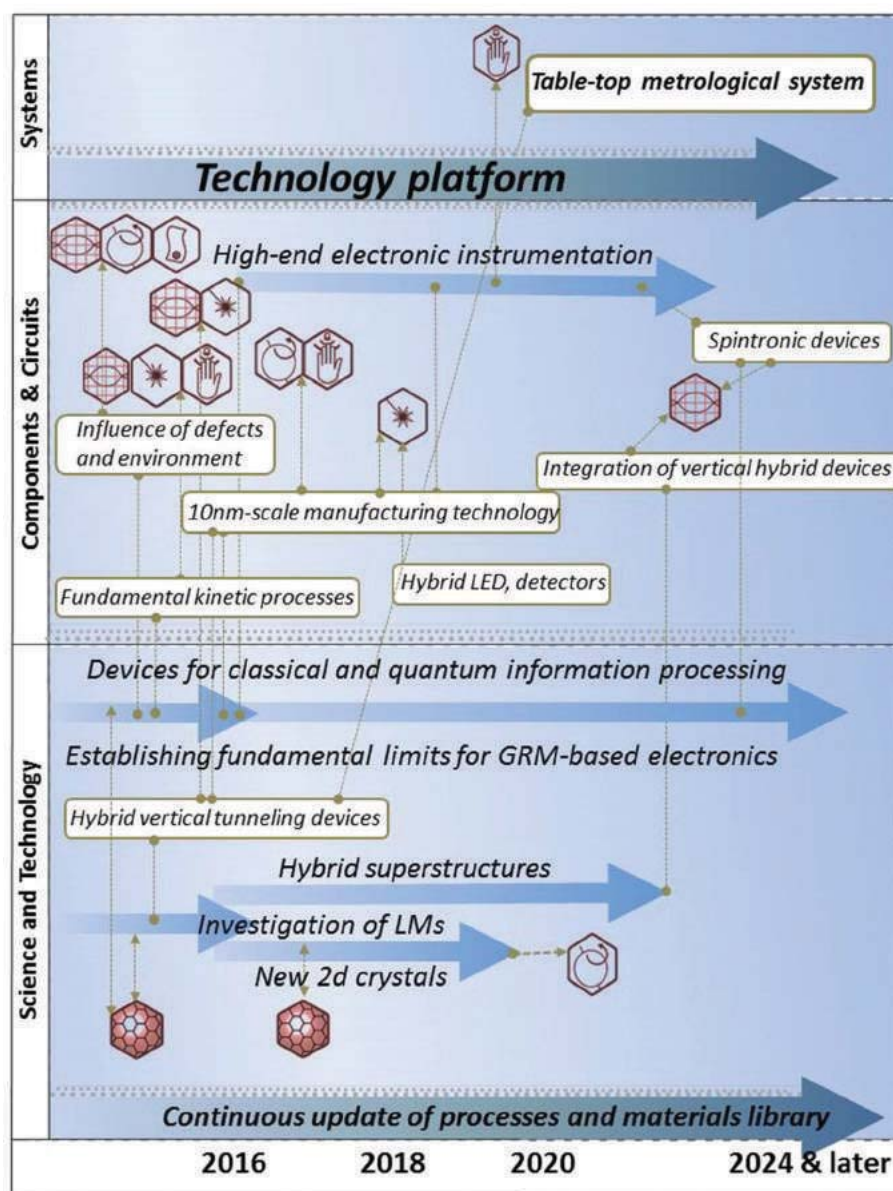 Systems
Table-top metrological system
Technology platform
Components & Circuits
High-end electronic instrumentation
Spintronic devices
Influence of defects
and environment
Integration of vertical hybrid devices
10nm-scale manufacturing technology
Hybrid LED, detectors
Fundamental kinetic processes
Science and Technology
Devices for classical and quantum information processing
Establishing fundamental limits for GRM-based electronics
Hybrid vertical tunneling devices
Hybrid superstructures
Investigation of LMs
New 2d crystals
Continuous update of processes and materials library
2016 2018 2020 2024 & later